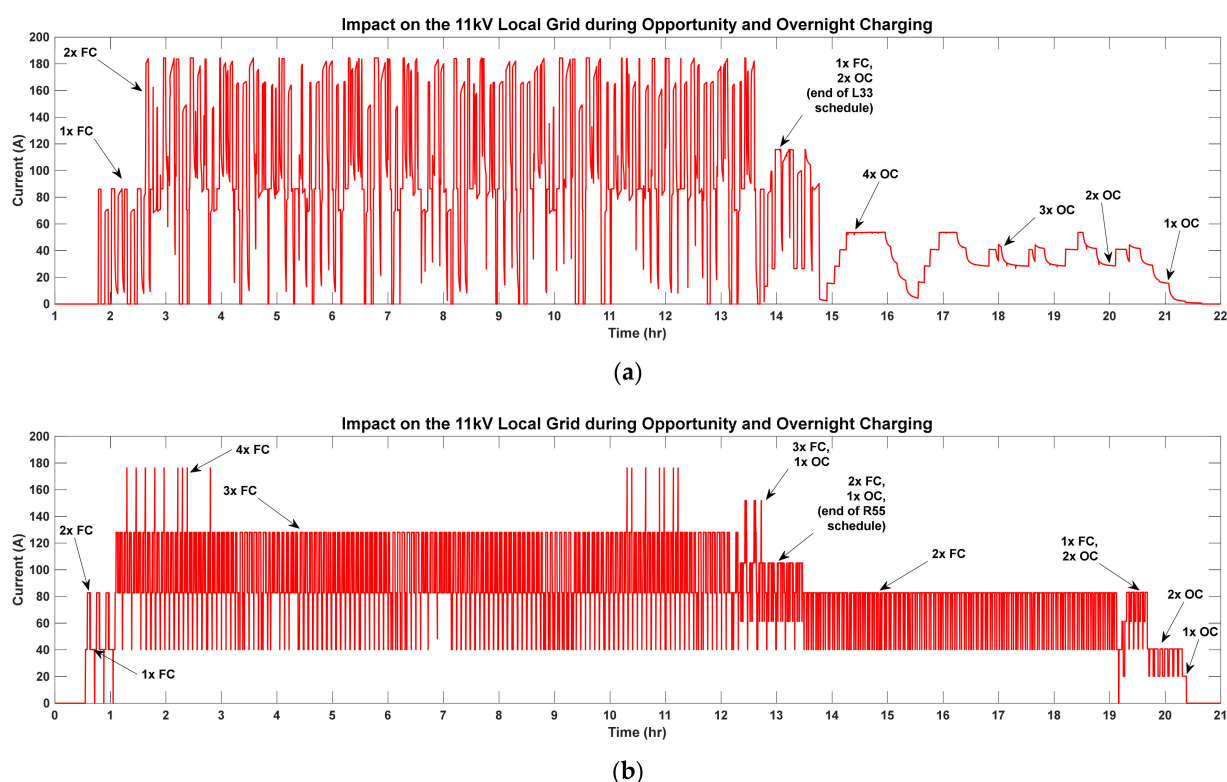 Impact on the 11kV Local Grid during Opportunity and Overnight Charging
200
180
160
140
120
100
80
60
40
20
0
Current (A)
2x FC
1x FC
1x FC,
2x OC
(end of L33
schedule)
4x OC
3x OC
2x OC
1x OC
1 2 3 4 5 6 7 8 9 10 11 12 13 14 15 16 17 18 19 20 21 22
Time (hr)
(a)
Impact on the 11kV Local Grid during Opportunity and Overnight Charging
200
180
160
140
120
100
80
60
40
20
0
Current (A)
2x FC
1x FC
4x FC
3x FC
3x FC,
1x OC
2x FC,
1x OC,
(end of R55
schedule)
2x FC
1x FC,
2x OC
2x OC
1x OC
0 1 2 3 4 5 6 7 8 9 10 11 12 13 14 15 16 17 18 19 20 21
Time (hr)
(b)